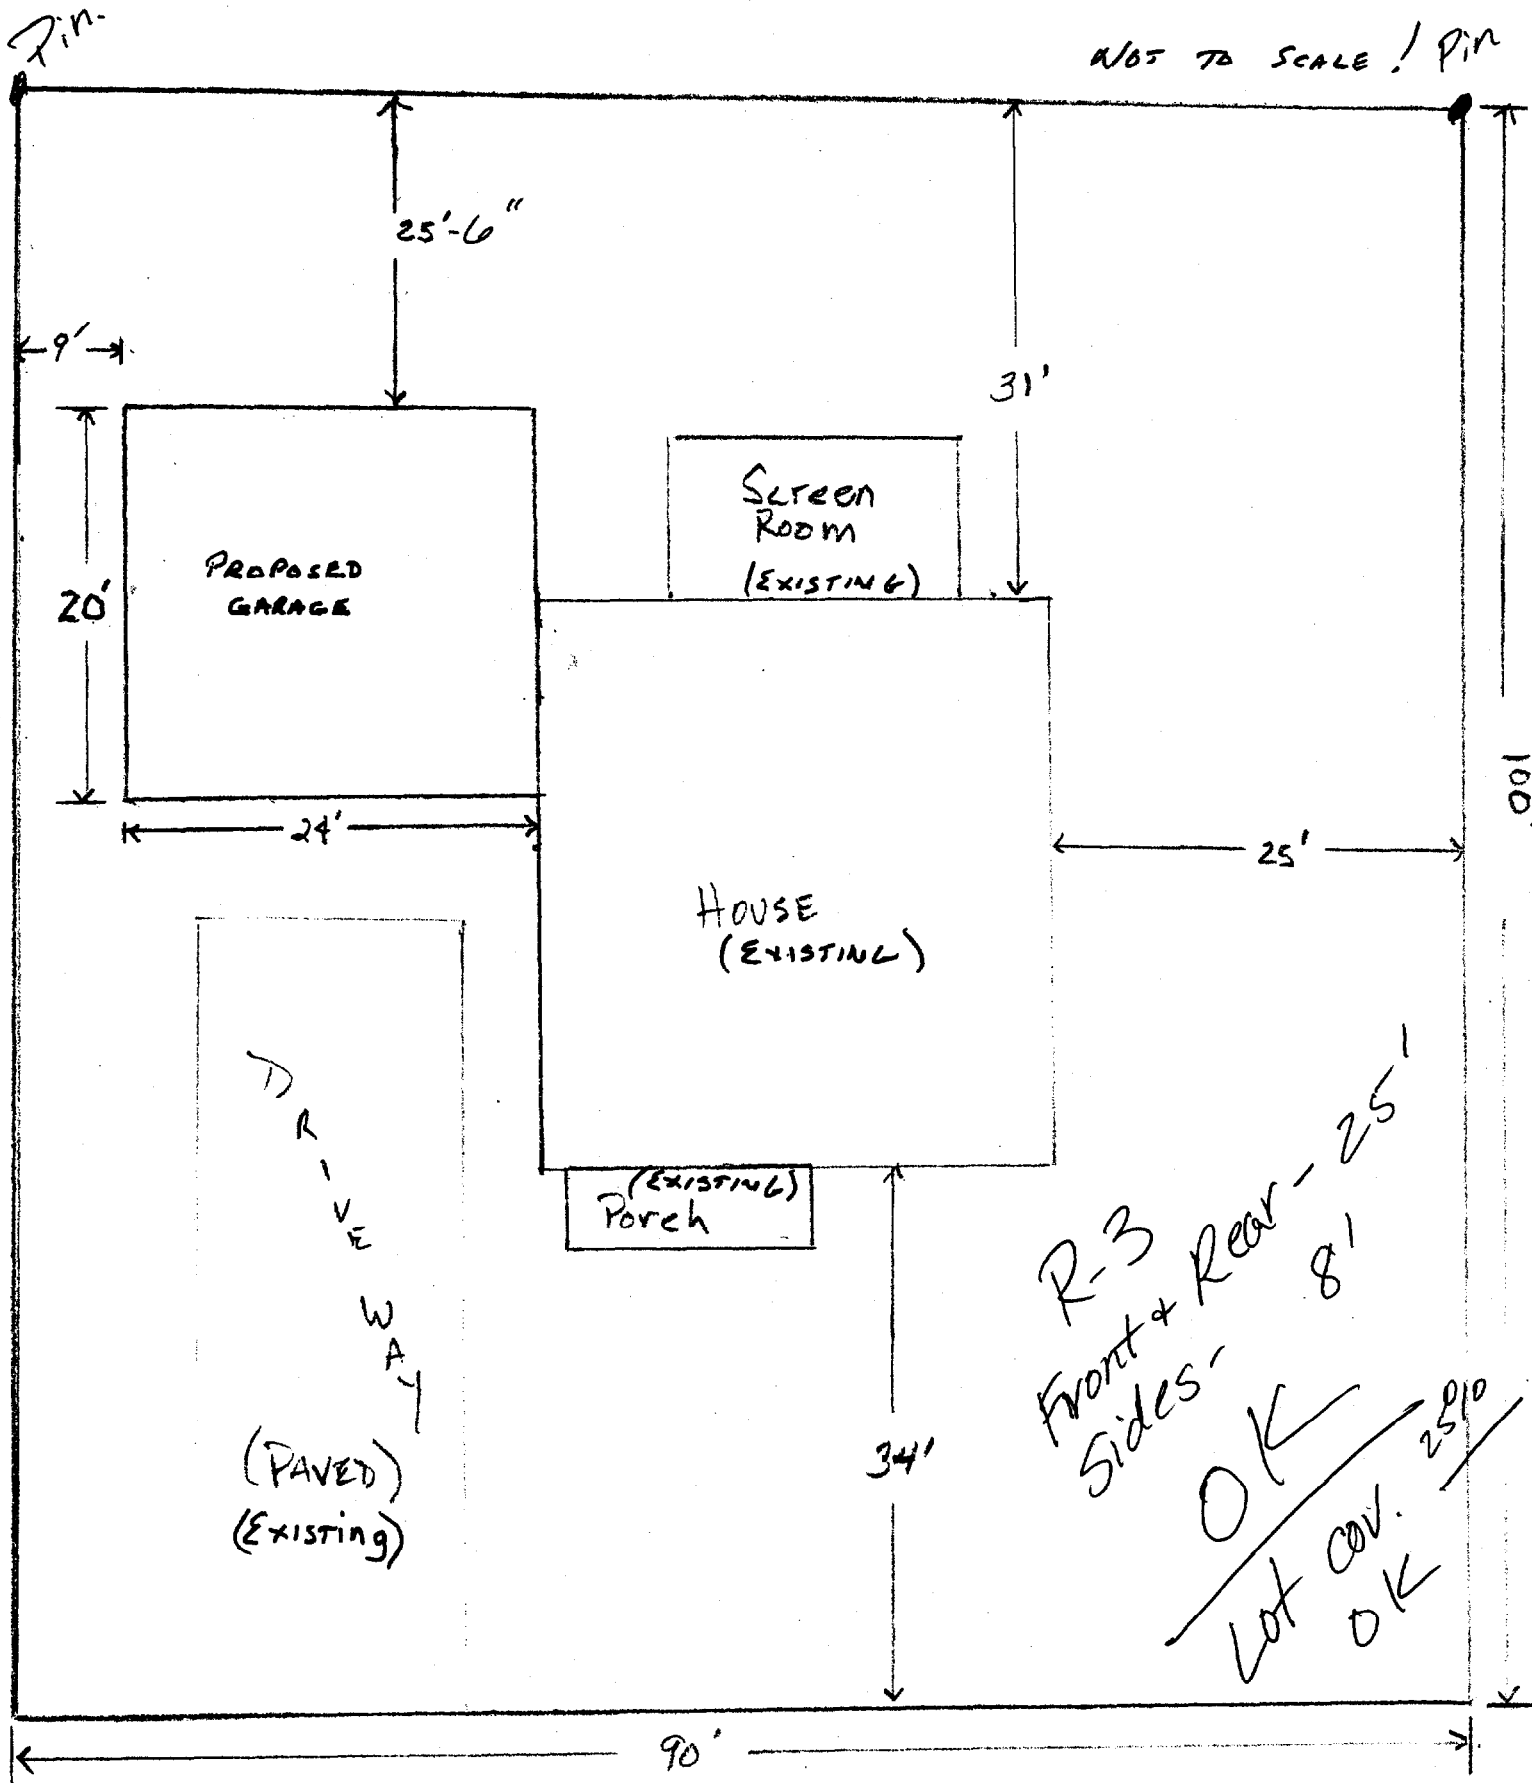 Pin.
NOT TO SCALE! Pin
25'-6"
9'
31'
Screen
Room
(EXISTING)
PROPOSED
GARAGE
20'
100'
24'
25'
HOUSE
(EXISTING)
DRIVEWAY
(EXISTING)
Porch
R-3
Front & Rear - 25'
Sides - 8'
OK
Lot cov. 25%
OK
34'
(PAVED)
(Existing)
90'